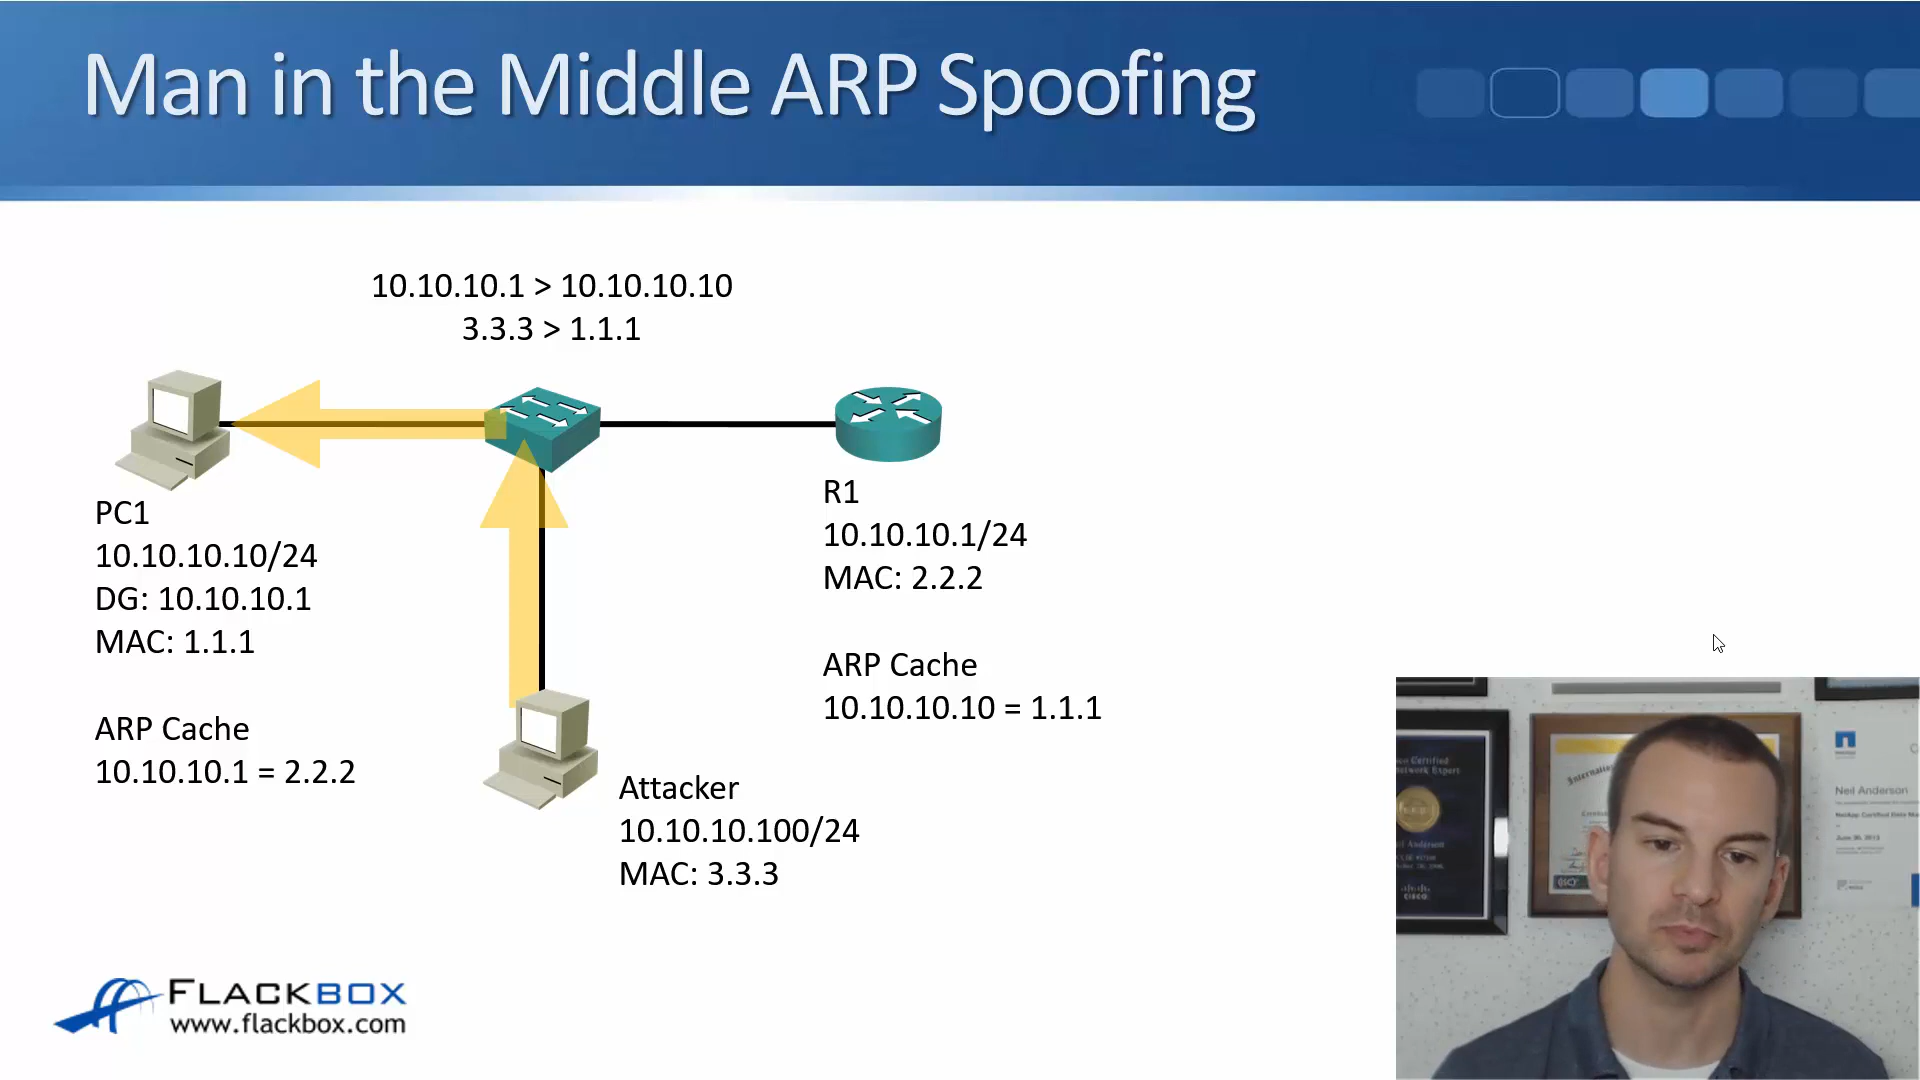 Man in the Middle ARP Spoofing
10.10.10.1 > 10.10.10.10
3.3.3 > 1.1.1
PC1
10.10.10.10/24
DG: 10.10.10.1
MAC: 1.1.1
ARP Cache
10.10.10.1 = 2.2.2
R1
10.10.10.1/24
MAC: 2.2.2
ARP Cache
10.10.10.10 = 1.1.1
Attacker
10.10.10.100/24
MAC: 3.3.3
FLACKBOX
www.flackbox.com
Certified
Neil Anderson
CISCO
Neil Anderson